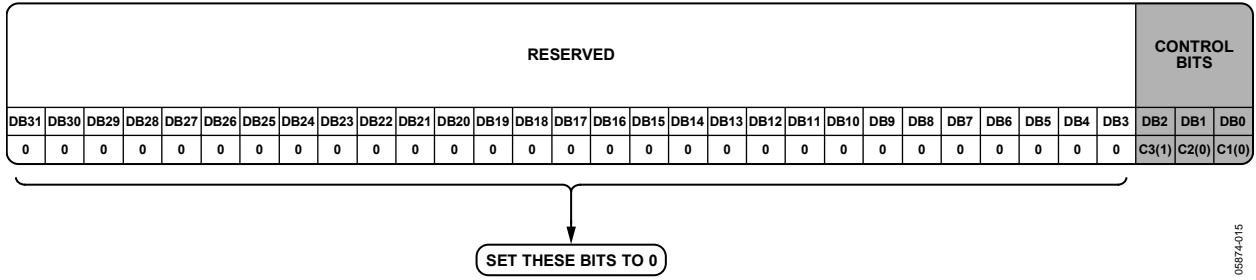 RESERVED
CONTROL
BITS
DB31 DB30 DB29 DB28 DB27 DB26 DB25 DB24 DB23 DB22 DB21 DB20 DB19 DB18 DB17 DB16 DB15 DB14 DB13 DB12 DB11 DB10 DB9 DB8 DB7 DB6 DB5 DB4 DB3 DB2 DB1 DB0
0 0 0 0 0 0 0 0 0 0 0 0 0 0 0 0 0 0 0 0 0 0 0 0 0 0 0 0 0 C3(1) C2(0) C1(0)
SET THESE BITS TO 0
05874-015